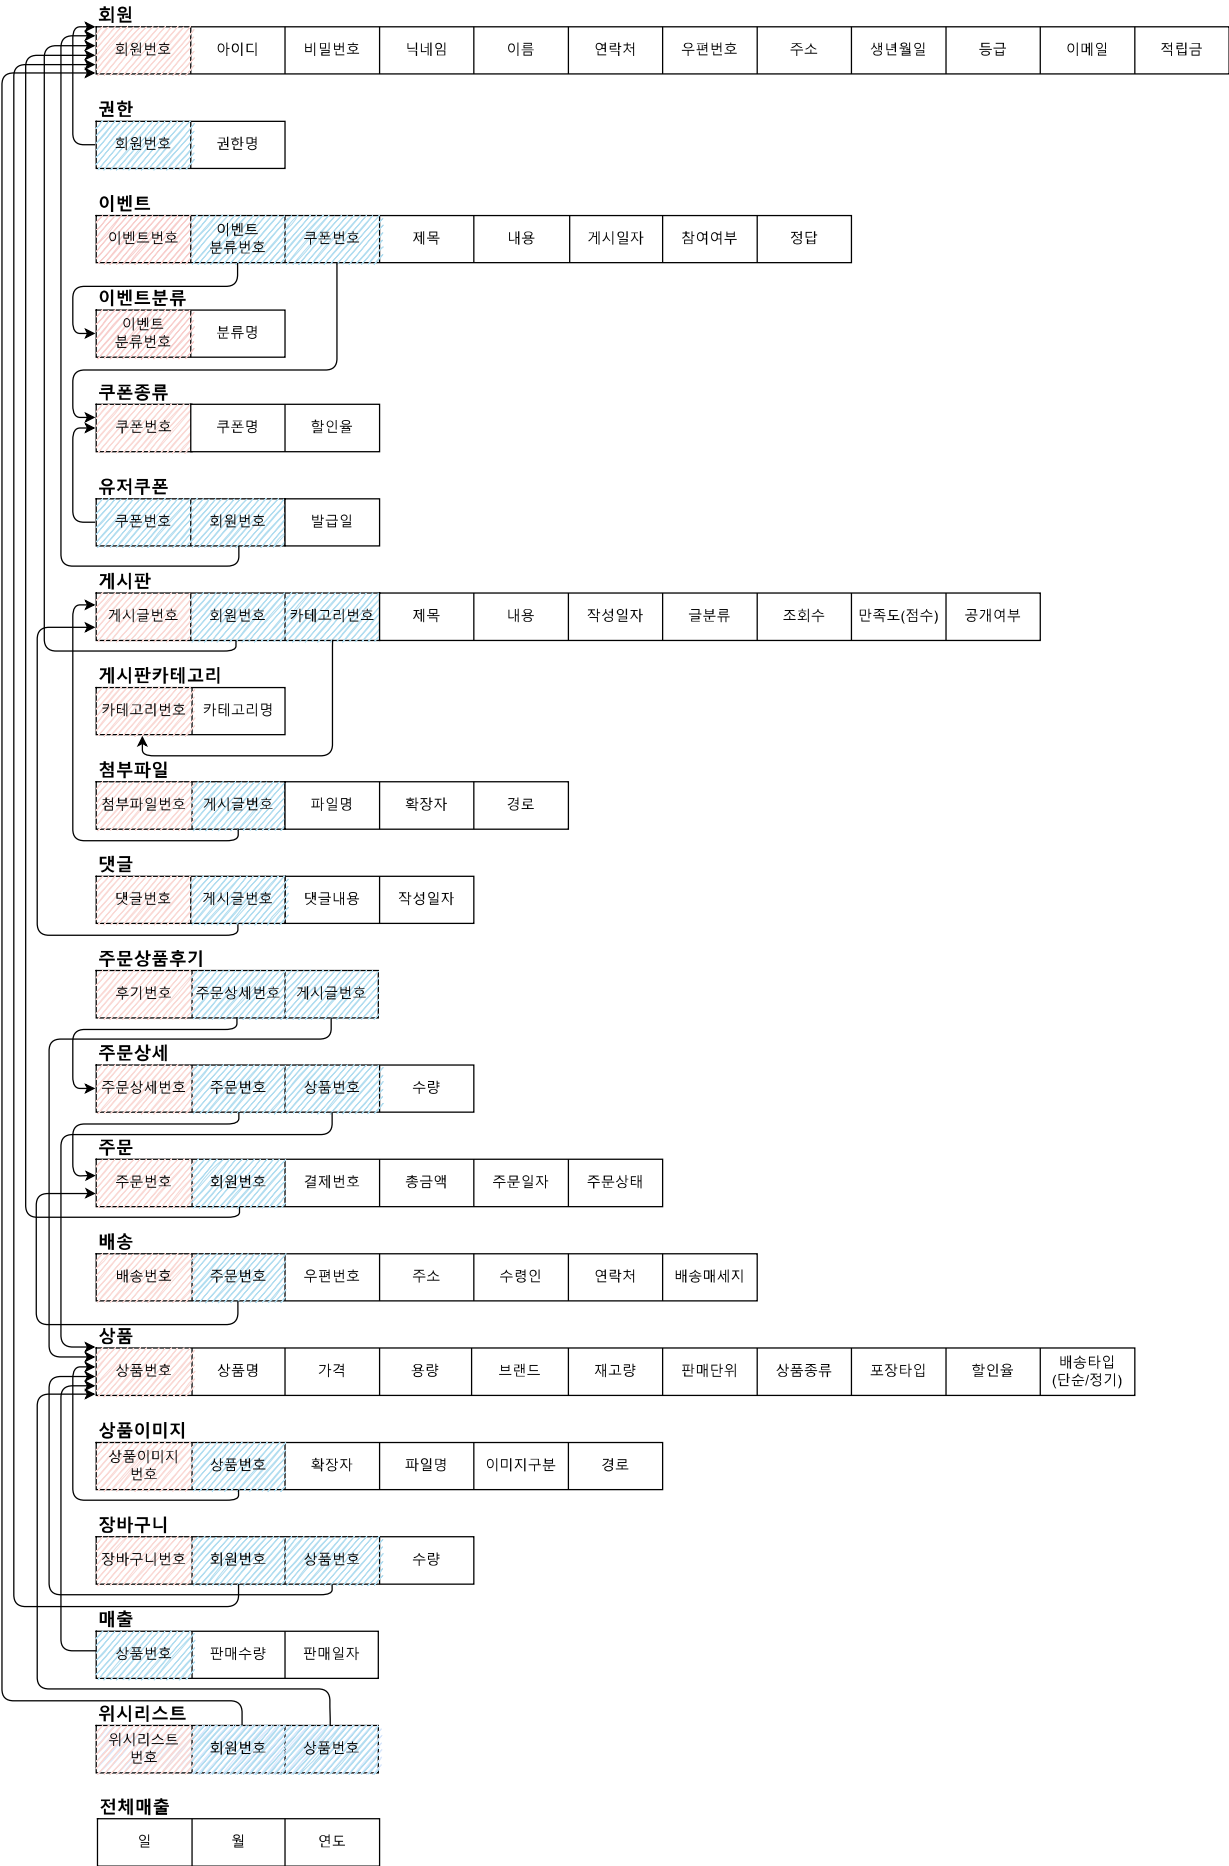 회원
회원번호 아이디 비밀번호 닉네임 이름 연락처 우편번호 주소 생년월일 등급 이메일 적립금
권한
회원번호 권한명
이벤트
이벤트번호 이벤트 분류번호 쿠폰번호 제목 내용 게시일자 참여여부 정답
이벤트분류
이벤트 분류번호 분류명
쿠폰종류
쿠폰번호 쿠폰명 할인율
유저쿠폰
쿠폰번호 회원번호 발급일
게시판
게시글번호 회원번호 카테고리번호 제목 내용 작성일자 글분류 조회수 만족도(점수) 공개여부
게시판카테고리
카테고리번호 카테고리명
첨부파일
첨부파일번호 게시글번호 파일명 확장자 경로
댓글
댓글번호 게시글번호 댓글내용 작성일자
주문상품후기
후기번호 주문상세번호 게시글번호
주문상세
주문상세번호 주문번호 상품번호 수량
주문
주문번호 회원번호 결제번호 총금액 주문일자 주문상태
배송
배송번호 주문번호 우편번호 주소 수령인 연락처 배송매세지
상품
상품번호 상품명 가격 용량 브랜드 재고량 판매단위 상품종류 포장타입 할인율 배송타입 (단순/정기)
상품이미지
상품이미지 번호 상품번호 확장자 파일명 이미지구분 경로
장바구니
장바구니번호 회원번호 상품번호 수량
매출
상품번호 판매수량 판매일자
위시리스트
위시리스트 번호 회원번호 상품번호
전체매출
일 월 연도